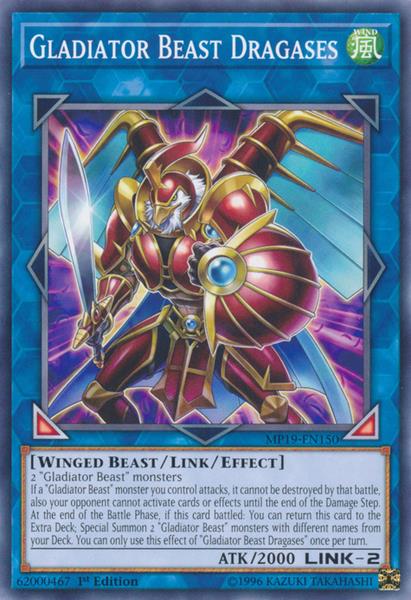 GLADIATOR BEAST DRAGASES
WIND
風
MP19-EN150
[WINGED BEAST/LINK/EFFECT]
2 "Gladiator Beast" monsters
If a "Gladiator Beast" monster you control attacks, it cannot be destroyed by that battle,
also your opponent cannot activate cards or effects until the end of the Damage Step.
At the end of the Battle Phase, if this card battled: You can return this card to the
Extra Deck; Special Summon 2 "Gladiator Beast" monsters with different names from
your Deck. You can only use this effect of "Gladiator Beast Dragases" once per turn.
ATK/2000 LINK-2
62000467 1st Edition ©1996 KAZUKI TAKAHASHI